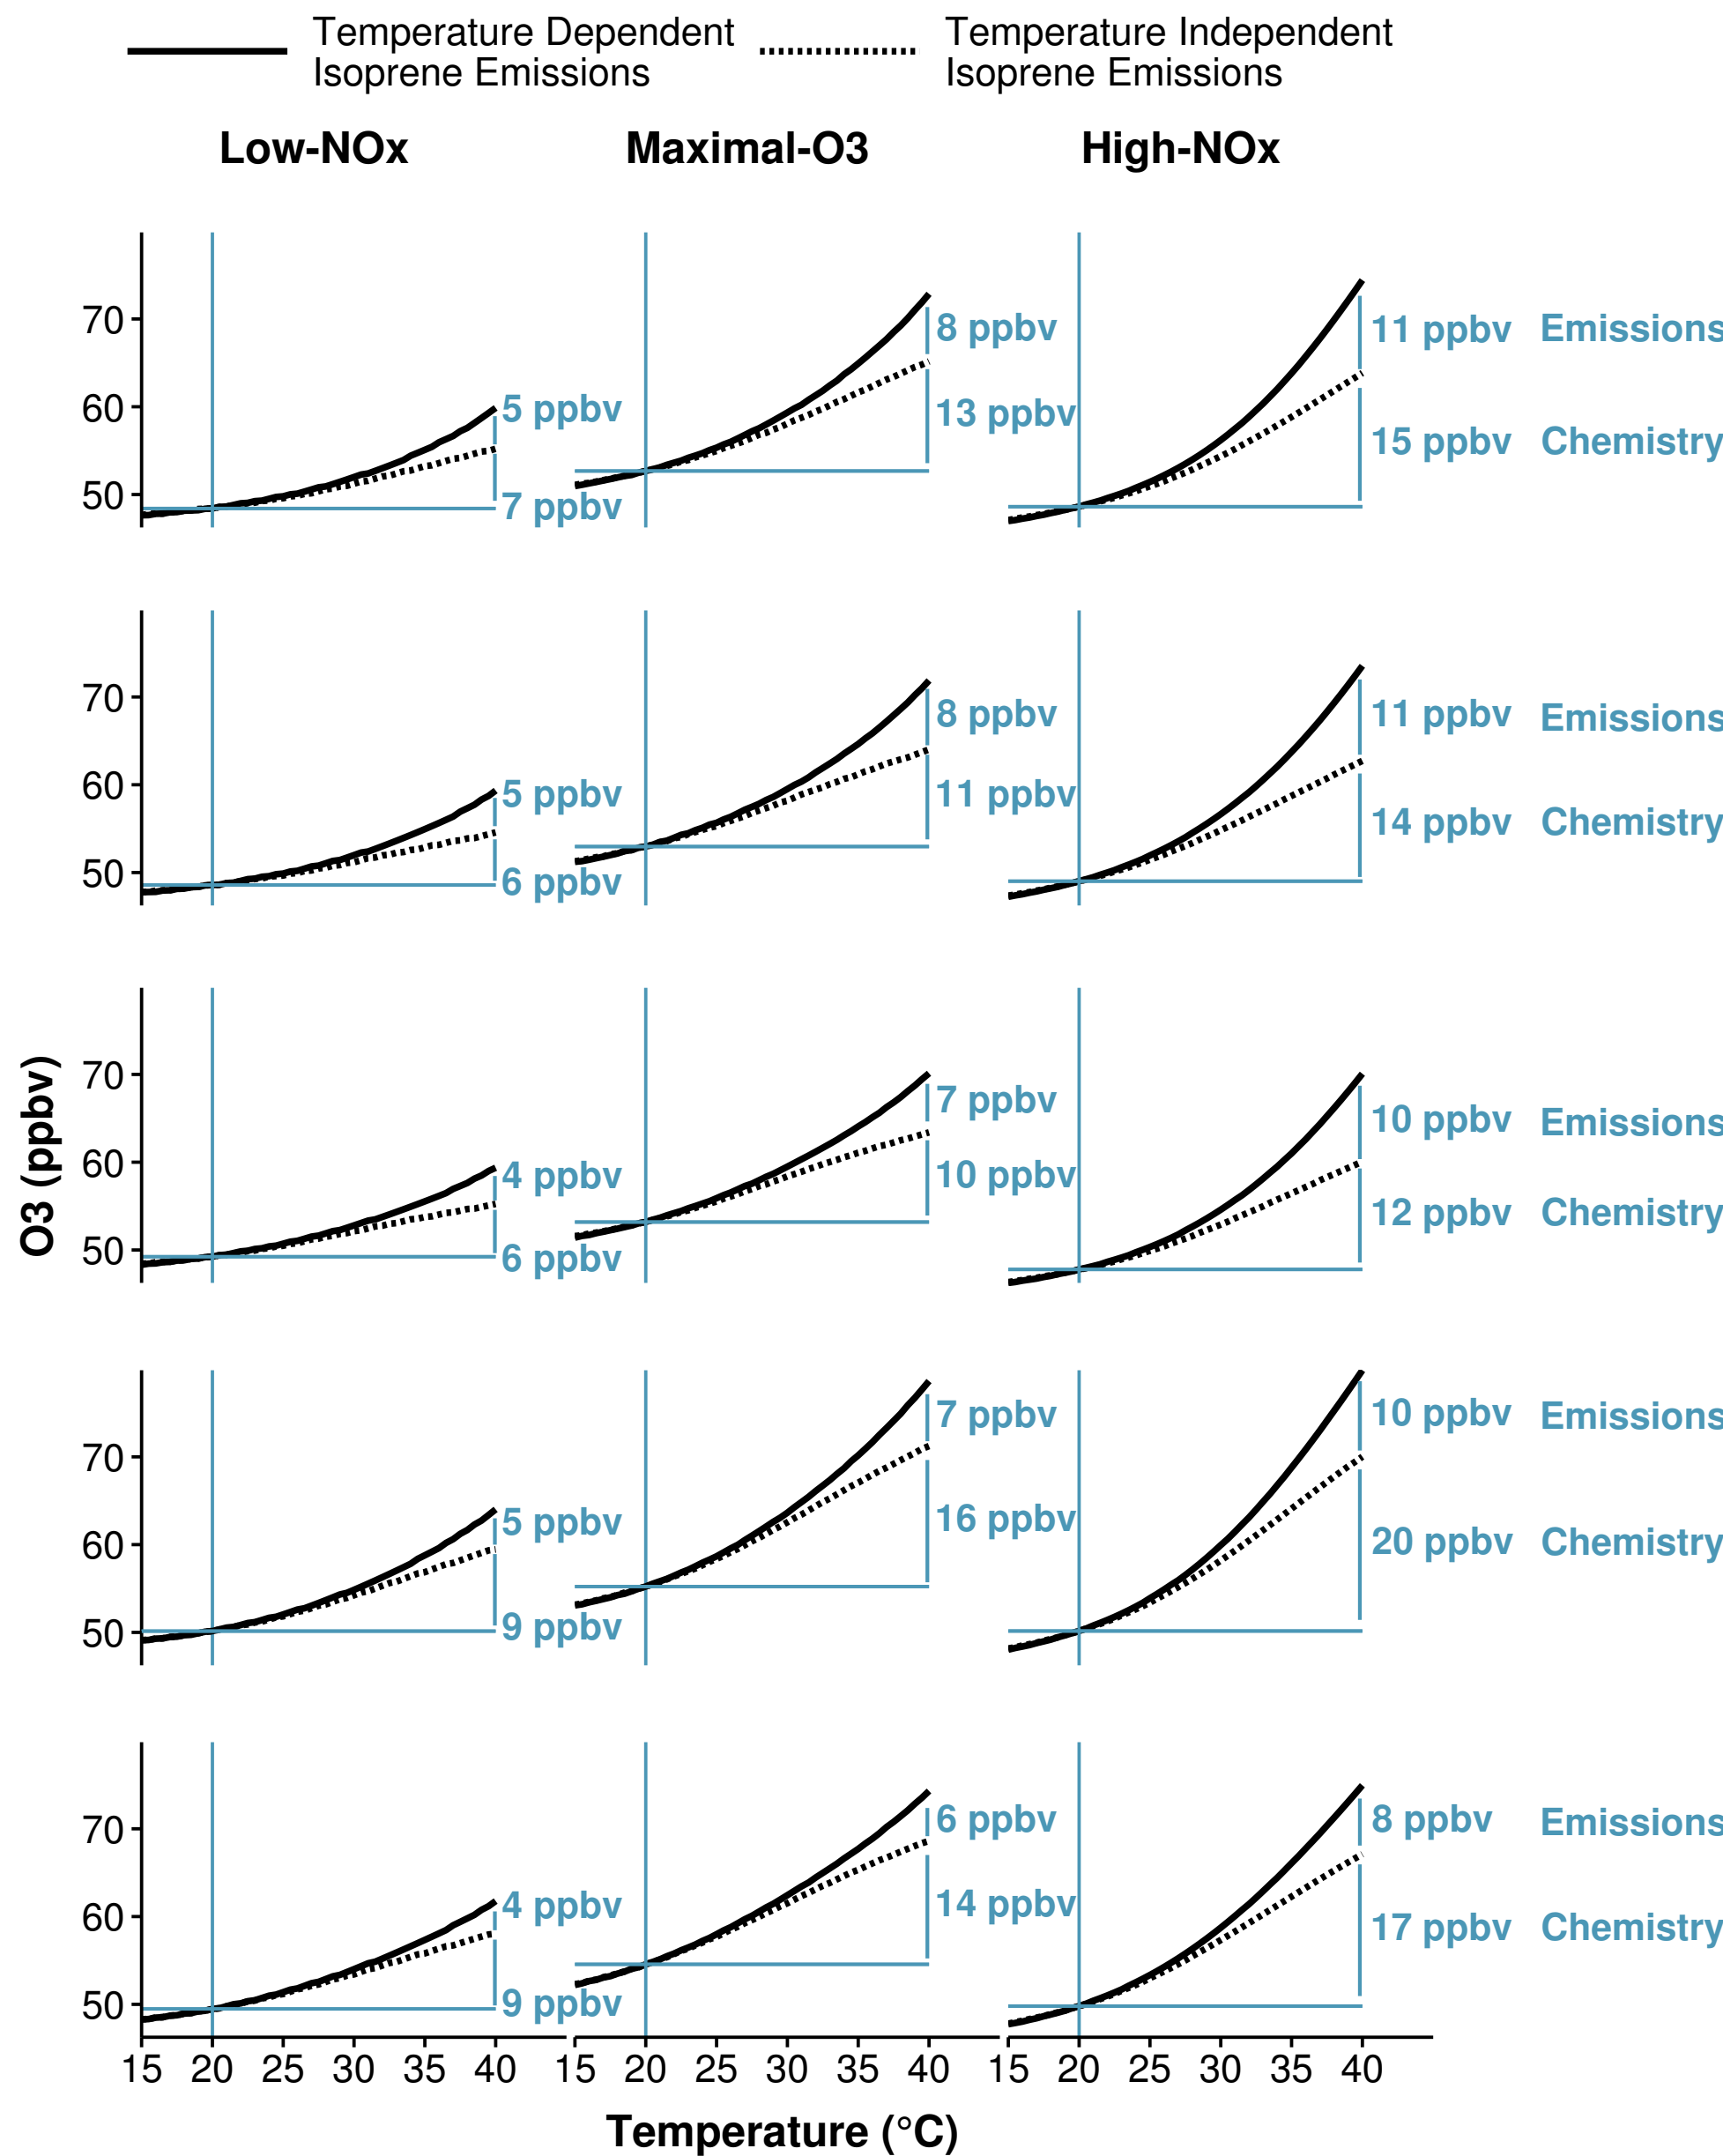 Temperature Dependent
Isoprene Emissions
Temperature Independent
Isoprene Emissions
Low-NOx
Maximal-O3
High-NOx
70
60
50
5 ppbv
7 ppbv
8 ppbv
13 ppbv
11 ppbv
Emissions
15 ppbv
Chemistry
70
60
50
5 ppbv
6 ppbv
8 ppbv
11 ppbv
11 ppbv
Emissions
14 ppbv
Chemistry
O3 (ppbv)
70
60
50
4 ppbv
6 ppbv
7 ppbv
10 ppbv
10 ppbv
Emissions
12 ppbv
Chemistry
70
60
50
5 ppbv
9 ppbv
7 ppbv
16 ppbv
10 ppbv
Emissions
20 ppbv
Chemistry
70
60
50
4 ppbv
9 ppbv
6 ppbv
14 ppbv
8 ppbv
Emissions
17 ppbv
Chemistry
15 20 25 30 35 40
15 20 25 30 35 40
15 20 25 30 35 40
Temperature (°C)